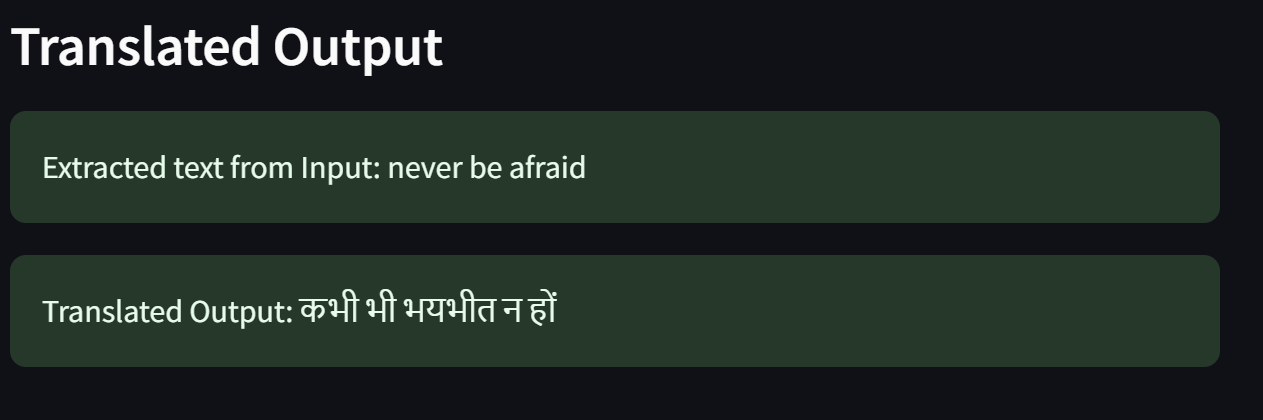 Translated Output
Extracted text from Input: never be afraid
Translated Output: कभी भी भयभीत न हों